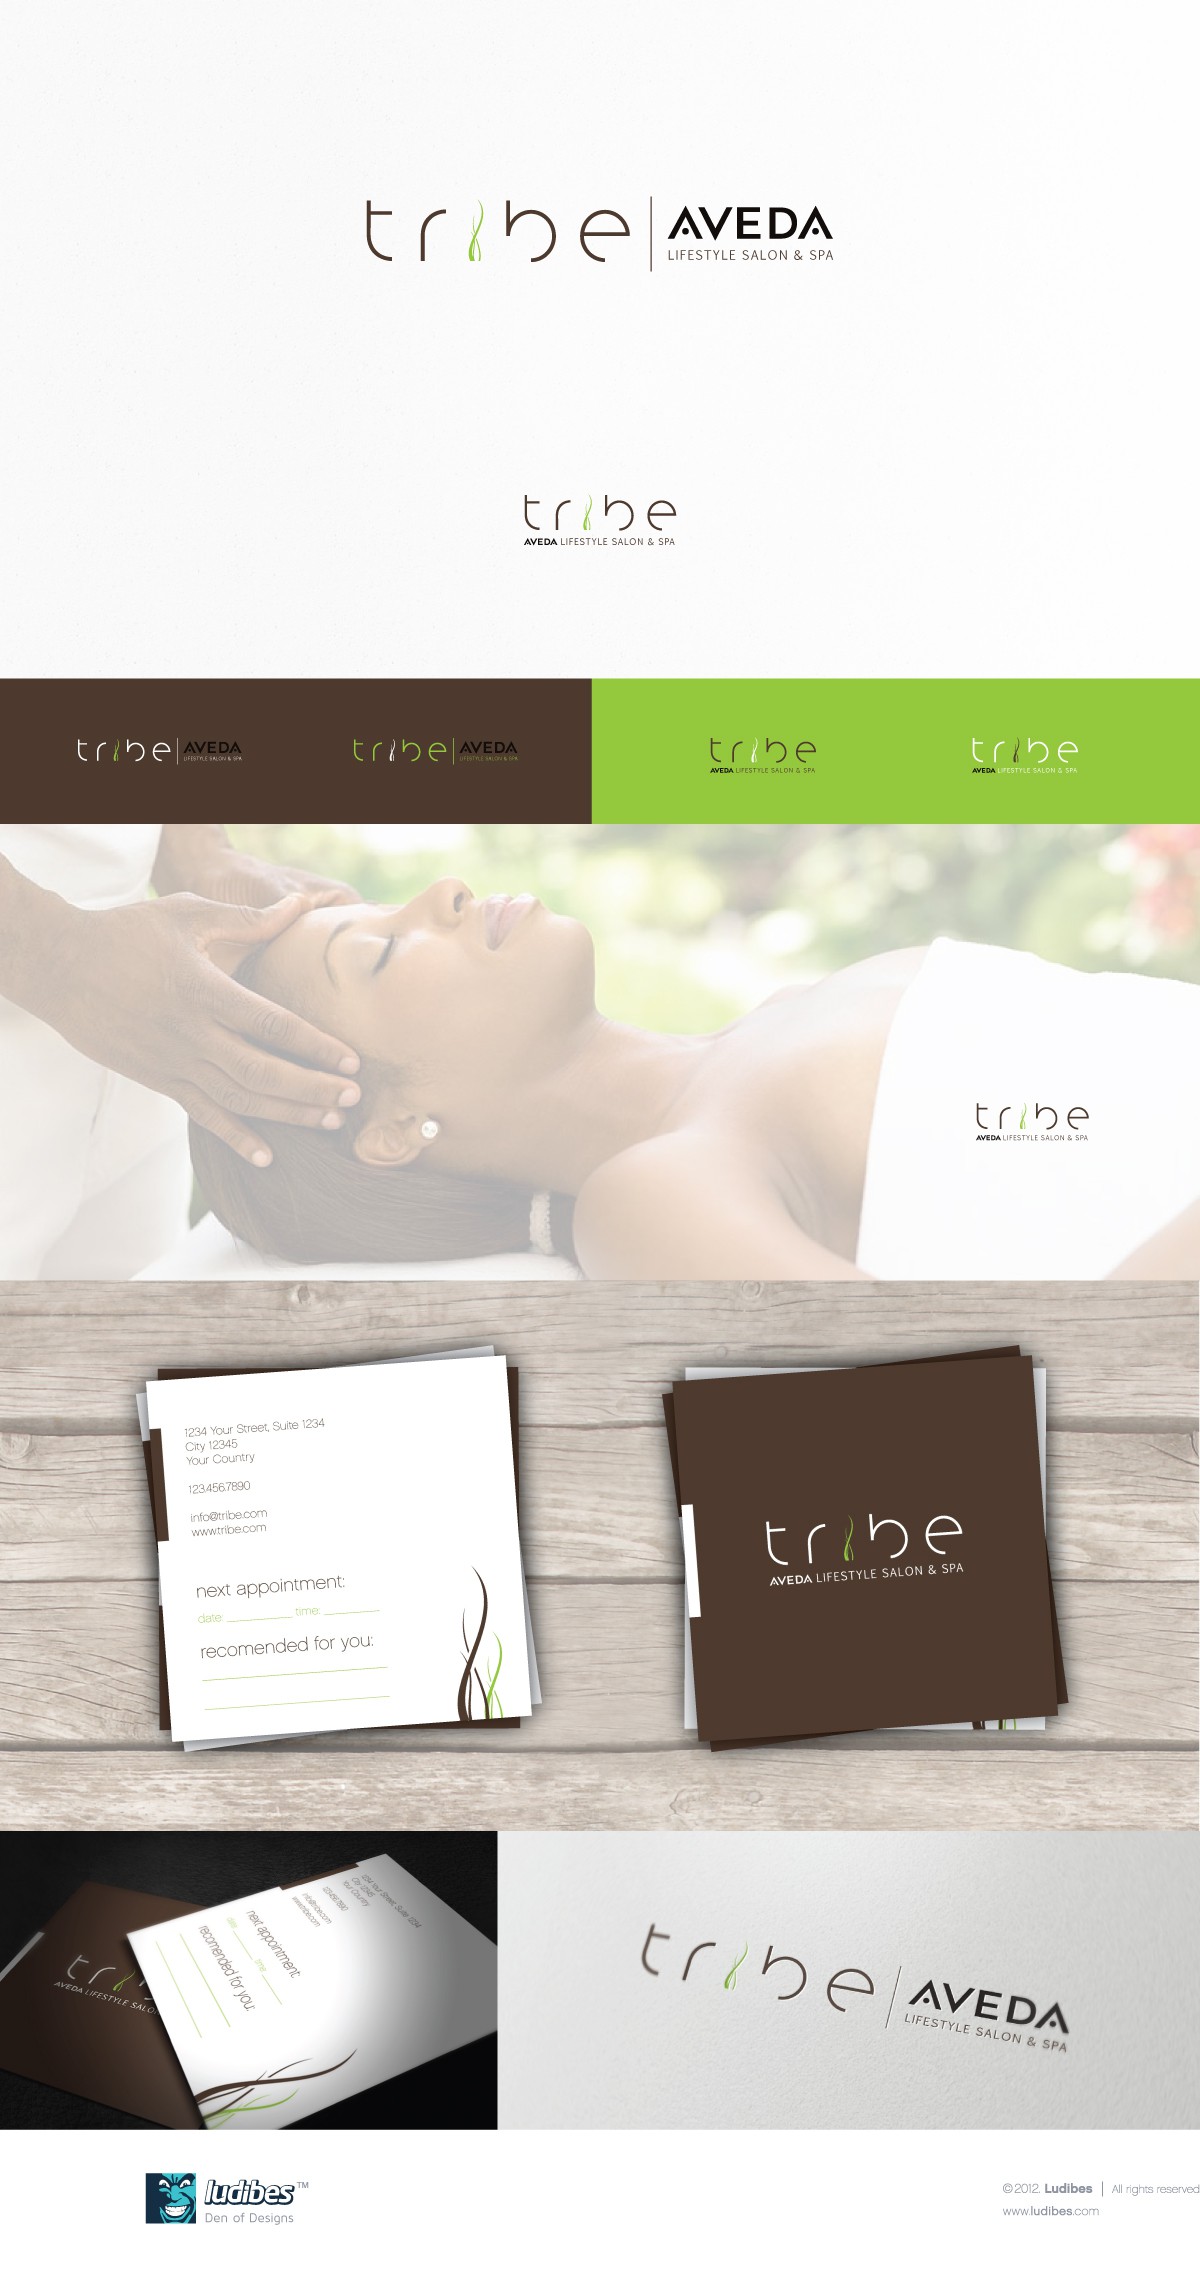 tribe
AVEDA
LIFESTYLE SALON & SPA
tribe
AVEDA LIFESTYLE SALON & SPA
tribe
AVEDA
LIFESTYLE SALON & SPA
tribe
AVEDA
LIFESTYLE SALON & SPA
tribe
AVEDA LIFESTYLE SALON & SPA
tribe
AVEDA LIFESTYLE SALON & SPA
tribe
AVEDA LIFESTYLE SALON & SPA
1234 Your Street, Suite 1234
City 12345
Your Country
123.456.7890
info@tribe.com
www.tribe.com
next appointment:
date: time:
recomended for you:
tribe
AVEDA LIFESTYLE SALON & SPA
1234 Your Street, Suite 1234
City 12345
Your Country
123.456.7890
info@tribe.com
www.tribe.com
next appointment:
date: time:
recomended for you:
tri
AVEDA LIFESTYLE SALO
tribe
AVEDA
LIFESTYLE SALON & SPA
ludibes™
Den of Designs
©2012. Ludibes | All rights reserved
www.ludibes.com